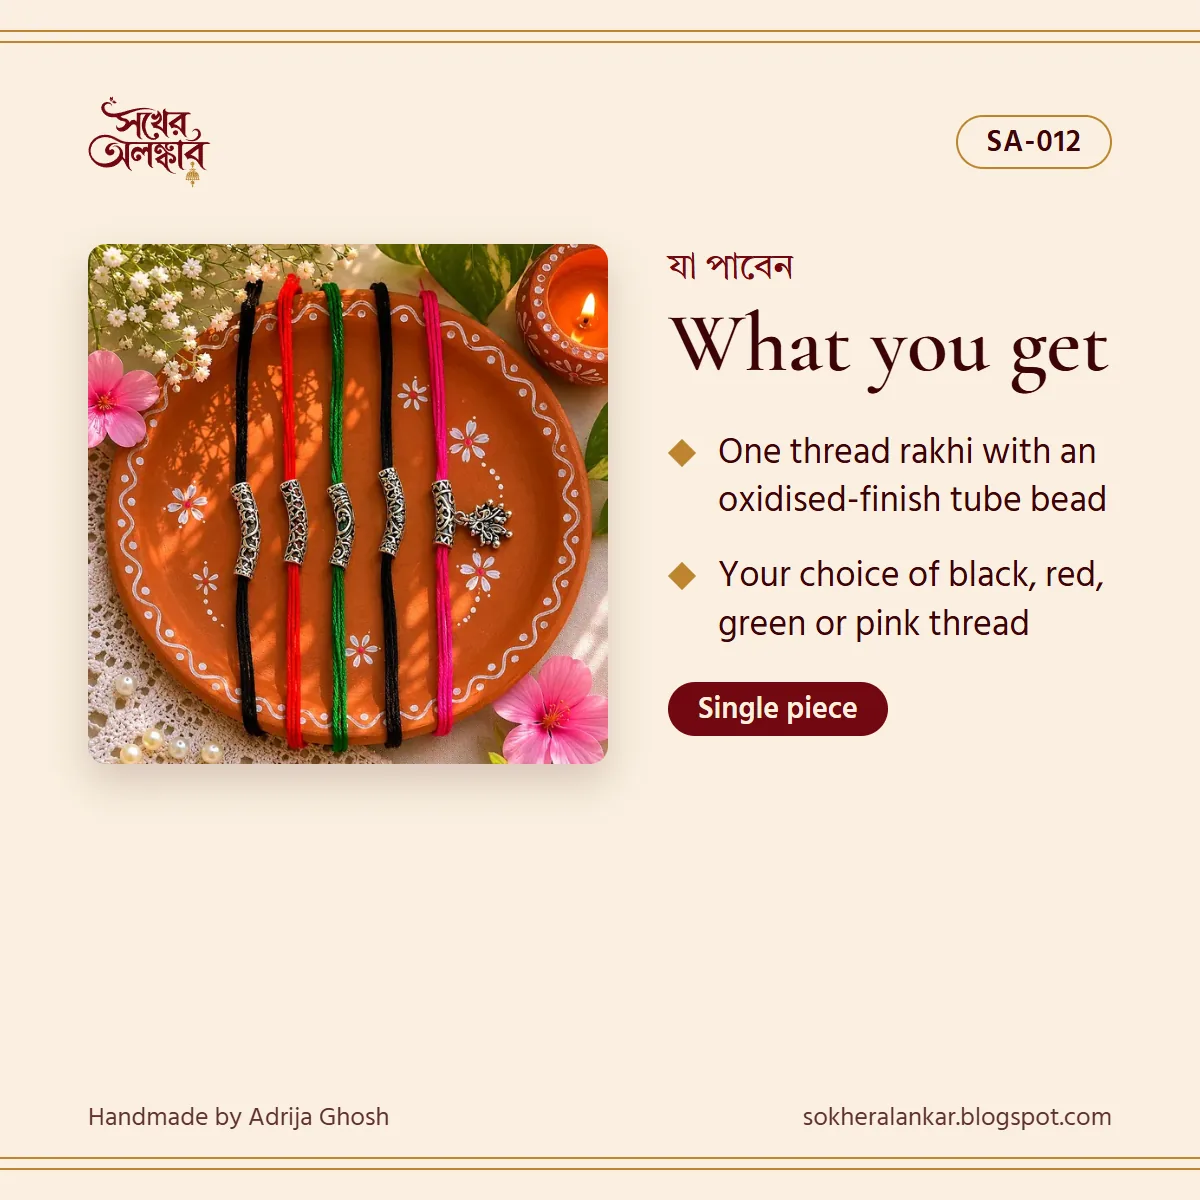 সখের
অলঙ্কার
SA-012
যা পাবেন
What you get
One thread rakhi with an
oxidised-finish tube bead
Your choice of black, red,
green or pink thread
Single piece
Handmade by Adrija Ghosh
sokheralankar.blogspot.com